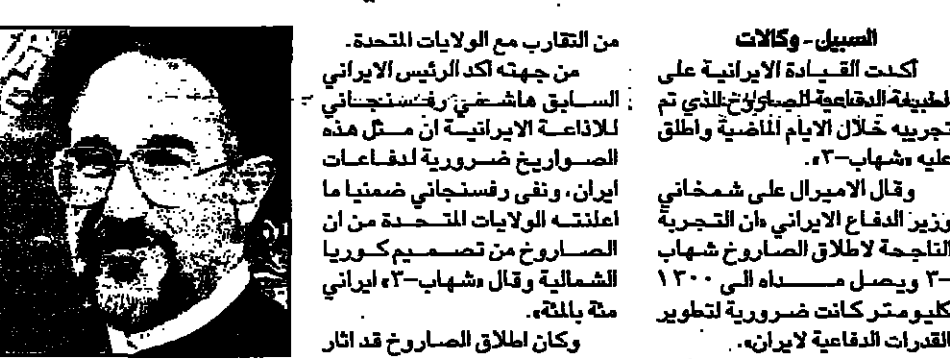 السبيل - وكالات
أكدت القيادة الايرانية على
الطبيعة الدفاعية للصاروخ الذي تم
تجريبه خلال الايام الماضية واطلق
عليه «شهاب-٣».
وقال الاميرال على شمخاني
وزير الدفاع الايراني «ان التجربة
الناجحة لاطلاق الصاروخ شهاب
-٣ ويصل مداه الى ١٣٠٠
كليومتر كانت ضرورية لتطوير
القدرات الدفاعية لايران».
من التقارب مع الولايات المتحدة.
من جهته اكد الرئيس الايراني
السابق هاشمي رفسنجاني
للاذاعة الايرانية ان مثل هذه
الصواريخ ضرورية لدفاعات
ايران، ونفى رفسنجاني ضمنيا ما
اعلنته الولايات المتحدة من ان
الصاروخ من تصميم كوريا
الشمالية وقال «شهاب-٣» ايراني
مئة بالمئة».
وكان اطلاق الصاروخ قد اثار